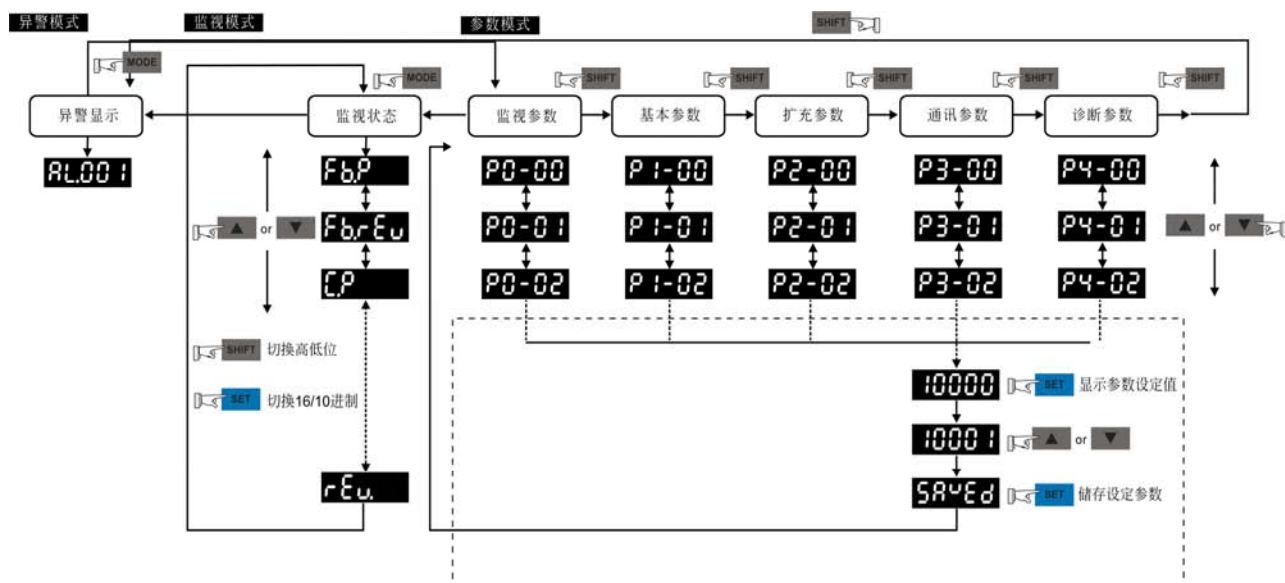 异警模式 监视模式 参数模式 SHIFT
MODE MODE SHIFT SHIFT SHIFT SHIFT SHIFT
异警显示 监视状态 监视参数 基本参数 扩充参数 通讯参数 诊断参数
AL.001 Fb.P P0-00 P1-00 P2-00 P3-00 P4-00
▲ or ▼ Fb.rEu P0-01 P1-01 P2-01 P3-01 P4-01 ▲ or ▼
C.P P0-02 P1-02 P2-02 P3-02 P4-02
SHIFT 切换高低位
10000 SET 显示参数设定值
SET 切换16/10进制
10001 ▲ or ▼
rEu. SAvEd SET 储存设定参数